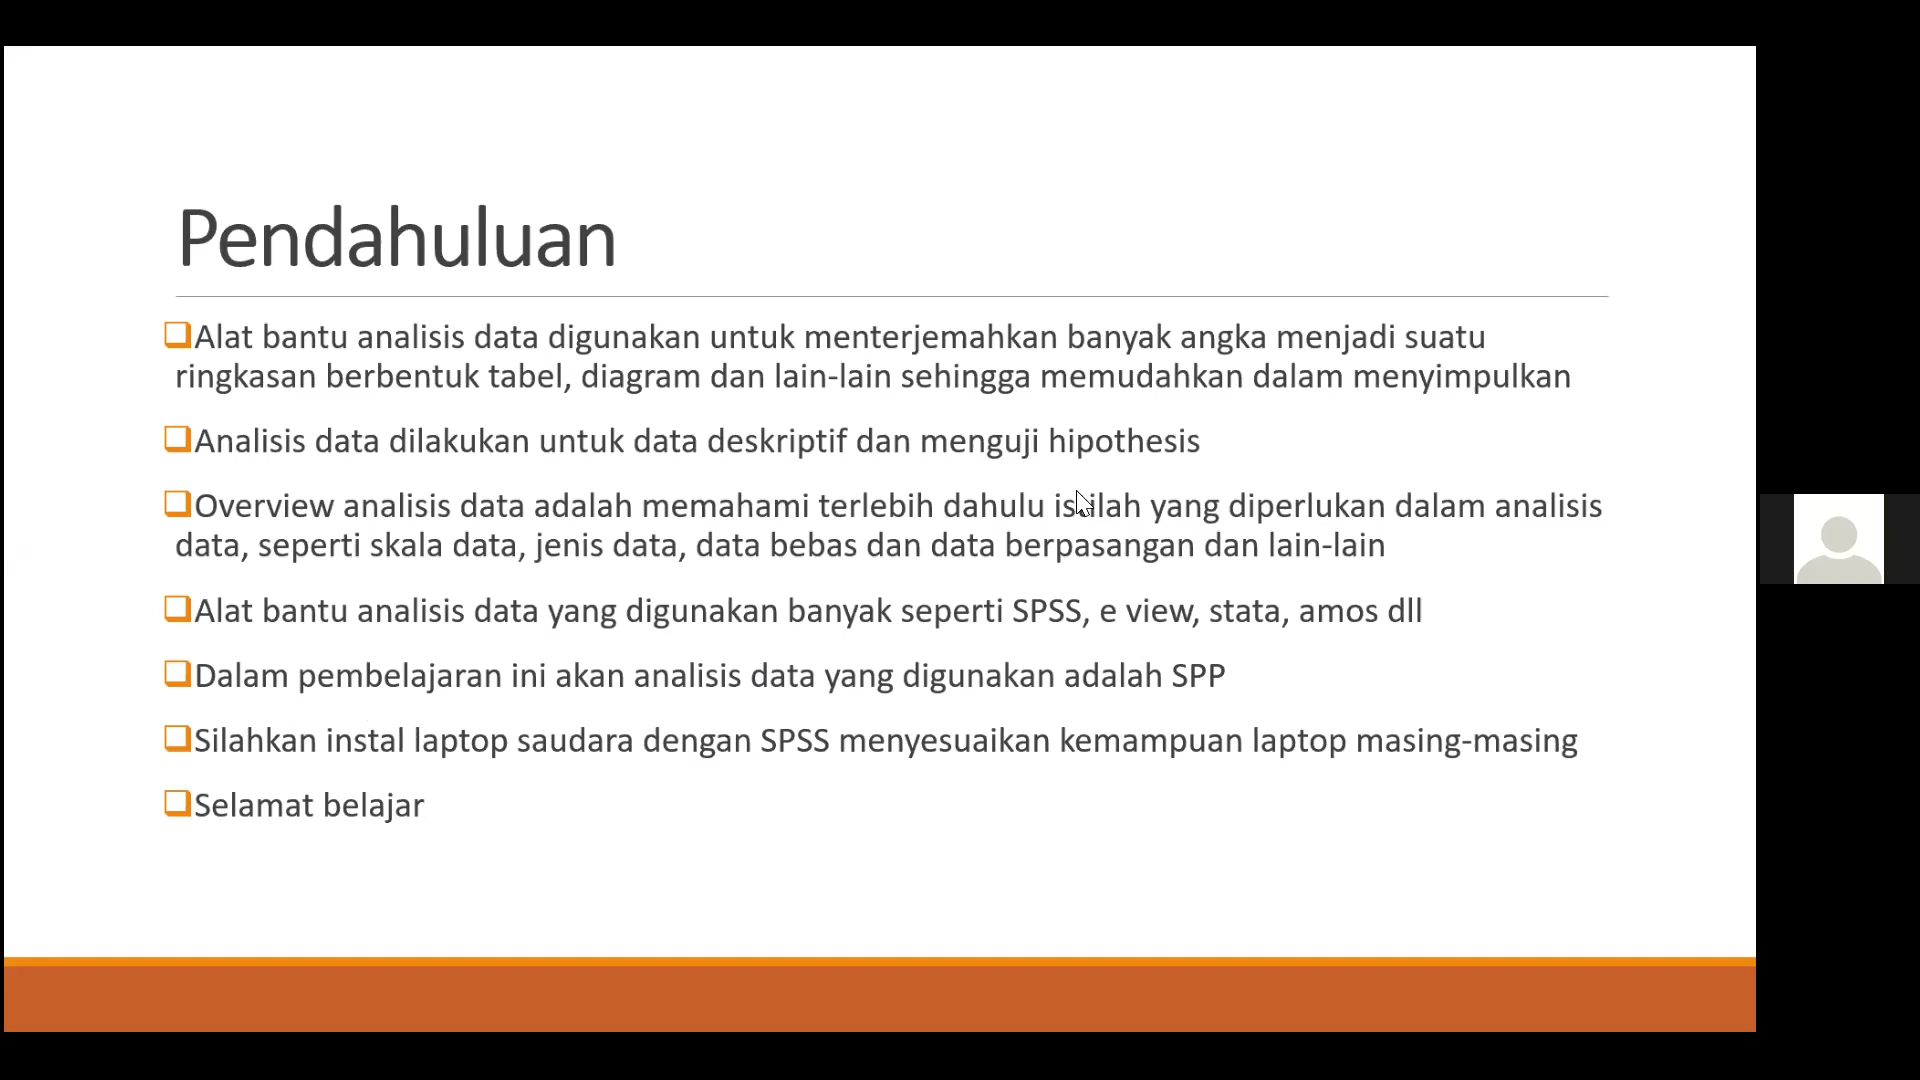 Pendahuluan
Alat bantu analisis data digunakan untuk menterjemahkan banyak angka menjadi suatu
ringkasan berbentuk tabel, diagram dan lain-lain sehingga memudahkan dalam menyimpulkan
Analisis data dilakukan untuk data deskriptif dan menguji hipothesis
Overview analisis data adalah memahami terlebih dahulu istilah yang diperlukan dalam analisis
data, seperti skala data, jenis data, data bebas dan data berpasangan dan lain-lain
Alat bantu analisis data yang digunakan banyak seperti SPSS, e view, stata, amos dll
Dalam pembelajaran ini akan analisis data yang digunakan adalah SPP
Silahkan instal laptop saudara dengan SPSS menyesuaikan kemampuan laptop masing-masing
Selamat belajar